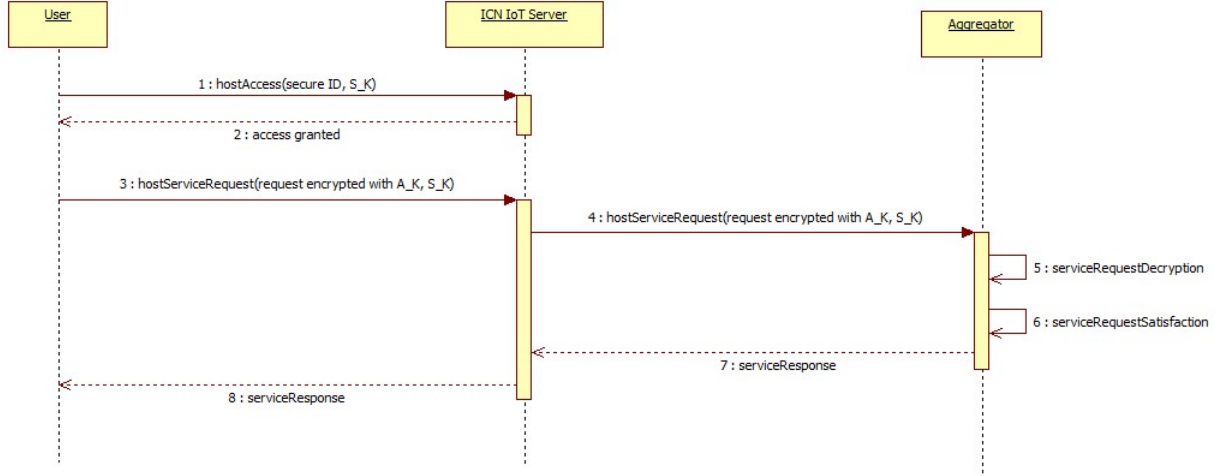 User
ICN IoT Server
Aggregator
1 : hostAccess(secure ID, S_K)
2 : access granted
3 : hostServiceRequest(request encrypted with A_K, S_K)
4 : hostServiceRequest(request encrypted with A_K, S_K)
5 : serviceRequestDecryption
6 : serviceRequestSatisfaction
7 : serviceResponse
8 : serviceResponse